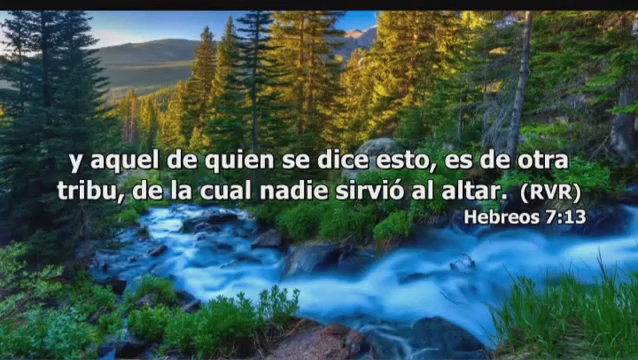 y aquel de quien se dice esto, es de otra
tribu, de la cual nadie sirvió al altar. (RVR)
Hebreos 7:13